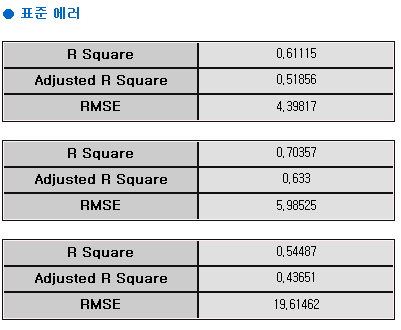 표준 에러
R Square 0,61115
Adjusted R Square 0,51856
RMSE 4,39817
R Square 0,70357
Adjusted R Square 0,633
RMSE 5,98525
R Square 0,54487
Adjusted R Square 0,43651
RMSE 19,61462